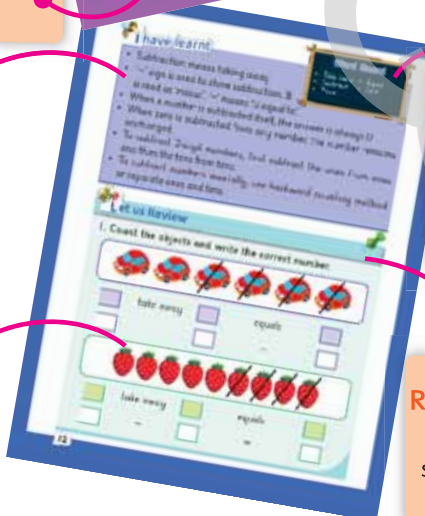 I have learnt
Word Board
• Subtraction means taking away.
• '–' sign is used to show subtraction. It
is read as 'minus'. '=' means 'is equal to'.
• When a number is subtracted itself, the answer is always 0.
• When zero is subtracted from any number, the number remains
unchanged.
• To subtract 2-digit numbers, first subtract the ones from ones
and then the tens from tens.
• To subtract numbers mentally, use backward counting method
or separate ones and tens.
Let us Review
1. Count the objects and write the correct number.
take away equals
–
take away equals
– =
12
R
s